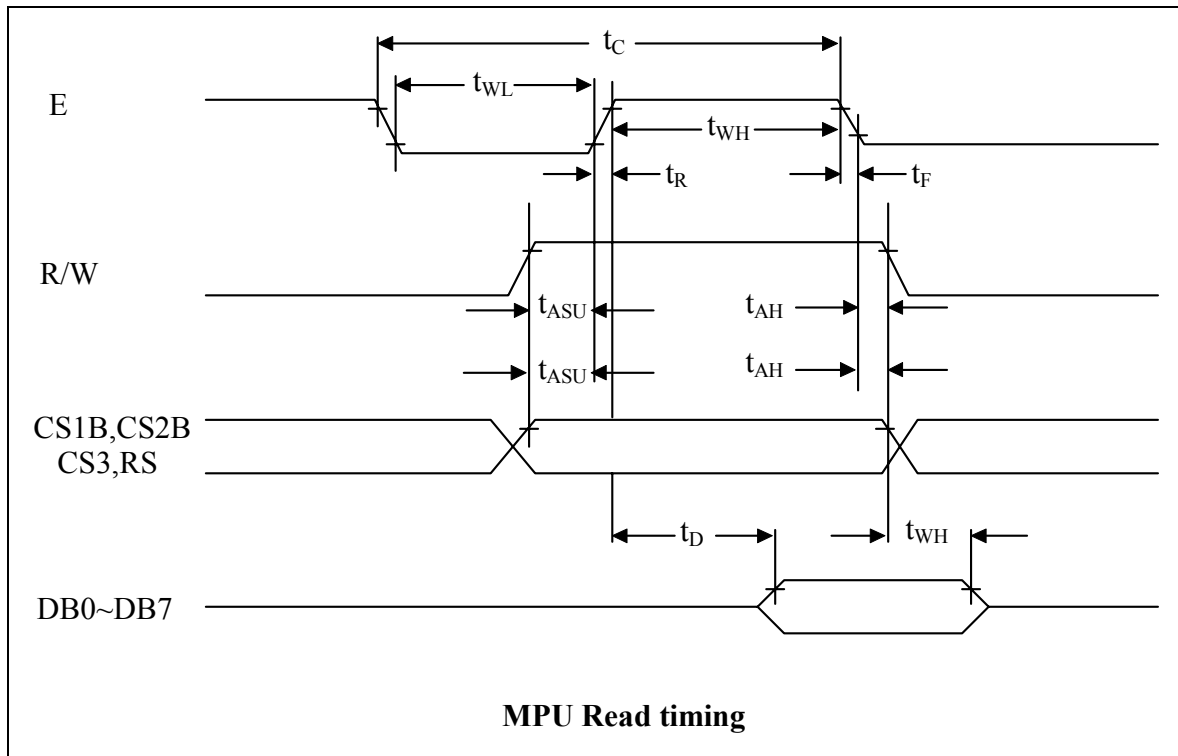 tC
tWL
E
tWH
tR
tF
R/W
tASU
tAH
tASU
tAH
CS1B,CS2B
CS3,RS
tD
tWH
DB0~DB7
MPU Read timing